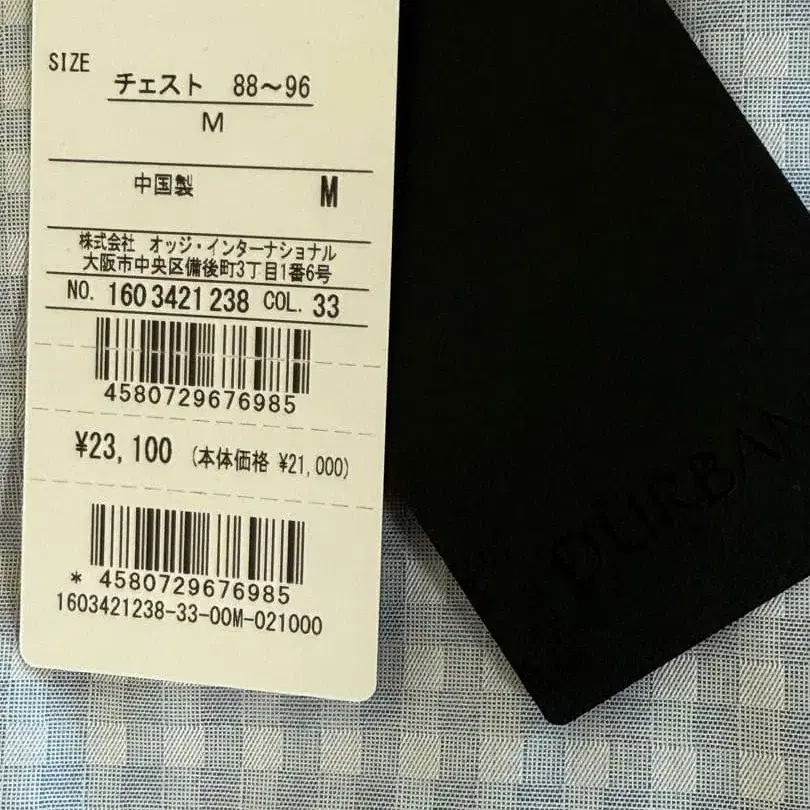 SIZE
チェスト 88～96
M
中国製 M
株式会社 オッジ・インターナショナル
大阪市中央区備後町3丁目1番6号
NO. 1603421238 COL. 33
4580729676985
¥23,100 (本体価格 ¥21,000)
* 4580729676985
1603421238-33-00M-021000
DURBAN